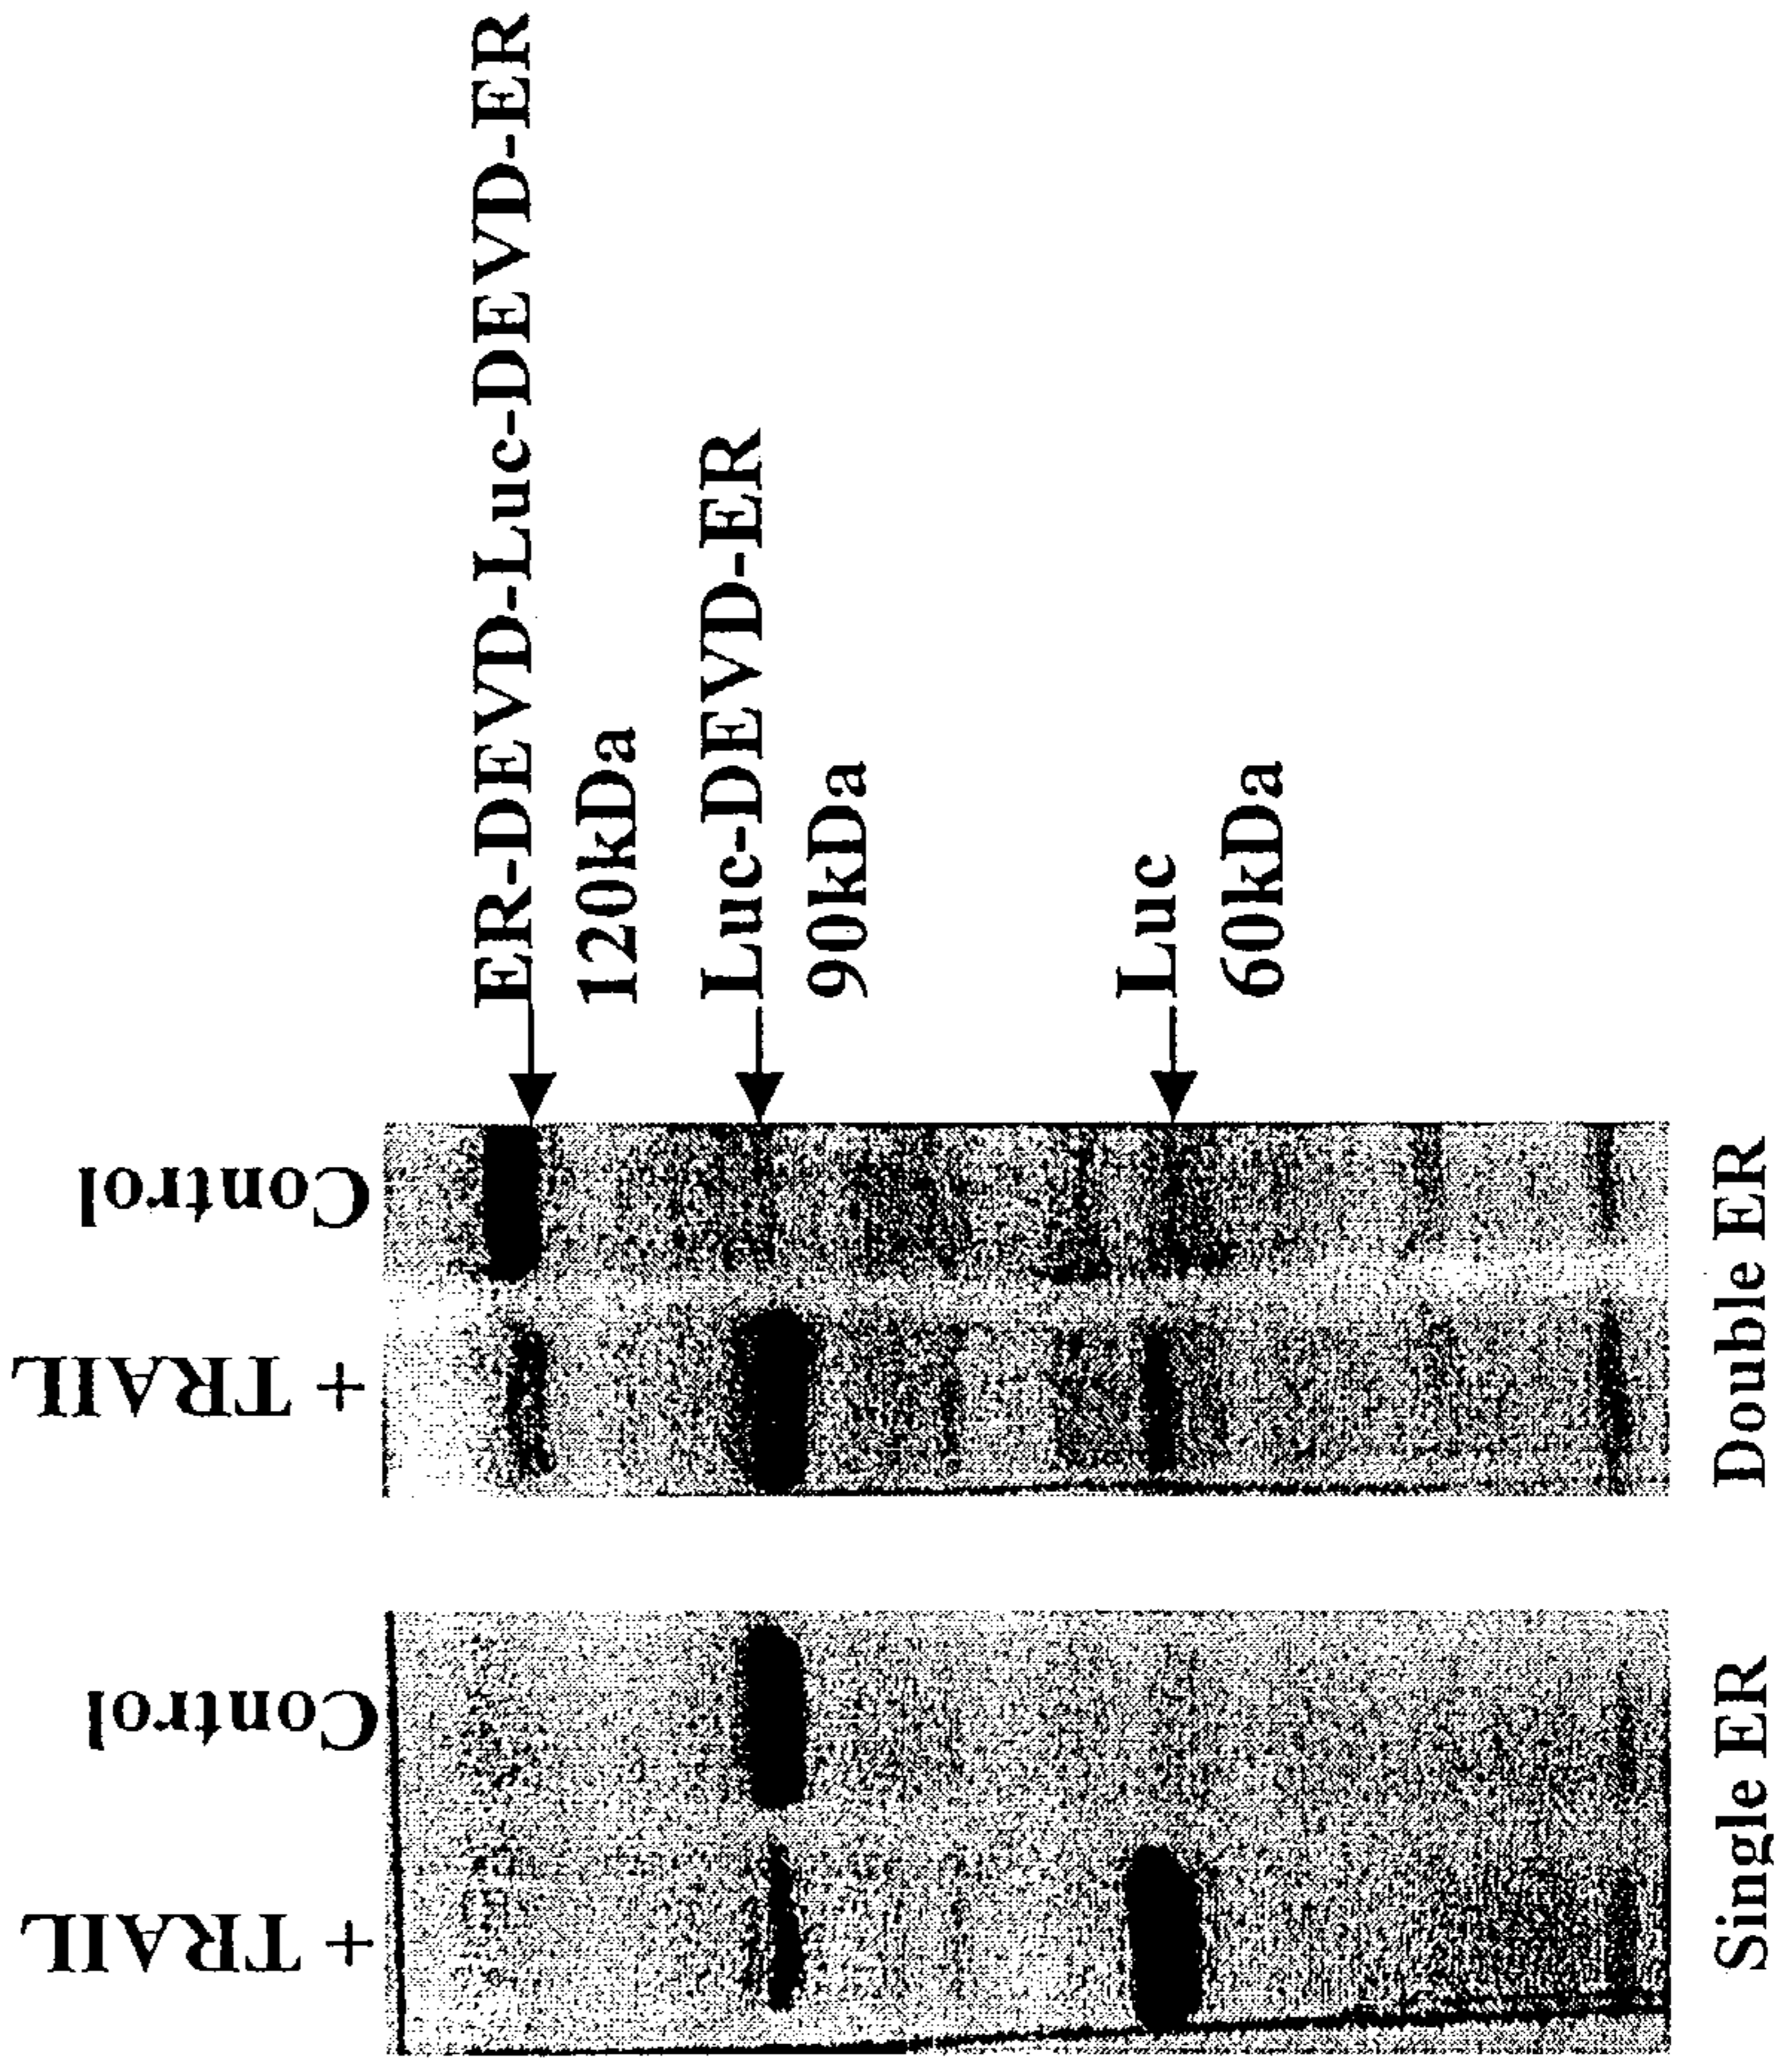 ER-DEVD-Luc-DEVD-ER
120kDa
Luc-DEVD-ER
90kDa
Luc
60kDa
Control
+ TRAIL
Double ER
Control
+ TRAIL
Single ER